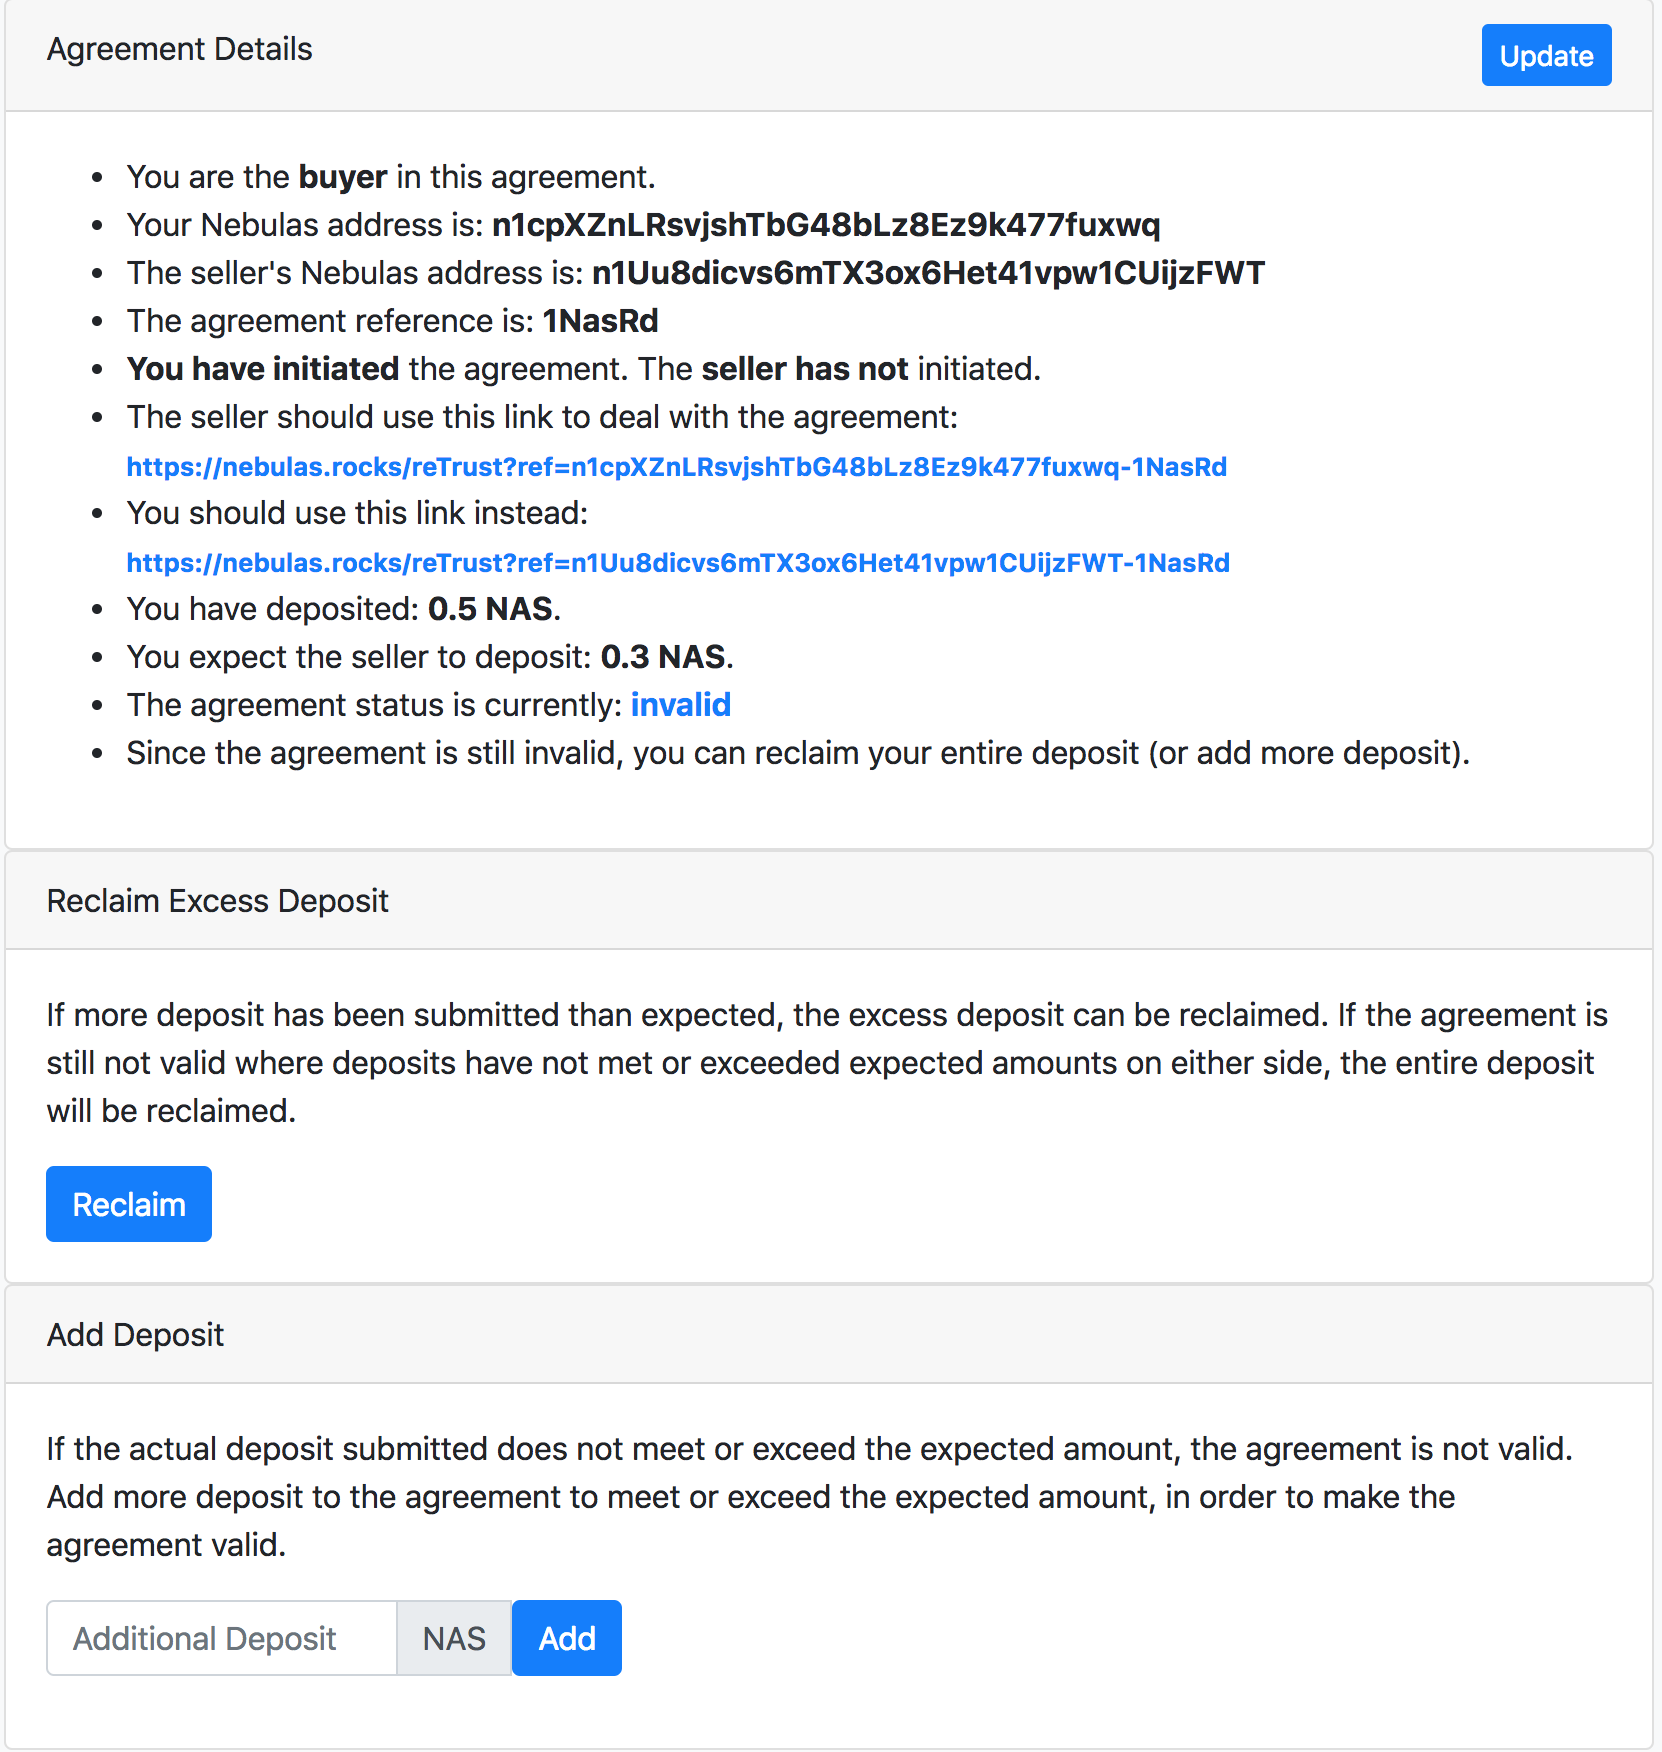 Agreement Details
Update
• You are the buyer in this agreement.
• Your Nebulas address is: n1cpXZnLRsvjshTbG48bLz8Ez9k477fuxwq
• The seller's Nebulas address is: n1Uu8dicvs6mTX3ox6Het41vpw1CUijzFWT
• The agreement reference is: 1NasRd
• You have initiated the agreement. The seller has not initiated.
• The seller should use this link to deal with the agreement:
https://nebulas.rocks/reTrust?ref=n1cpXZnLRsvjshTbG48bLz8Ez9k477fuxwq-1NasRd
• You should use this link instead:
https://nebulas.rocks/reTrust?ref=n1Uu8dicvs6mTX3ox6Het41vpw1CUijzFWT-1NasRd
• You have deposited: 0.5 NAS.
• You expect the seller to deposit: 0.3 NAS.
• The agreement status is currently: invalid
• Since the agreement is still invalid, you can reclaim your entire deposit (or add more deposit).
Reclaim Excess Deposit
If more deposit has been submitted than expected, the excess deposit can be reclaimed. If the agreement is
still not valid where deposits have not met or exceeded expected amounts on either side, the entire deposit
will be reclaimed.
Reclaim
Add Deposit
If the actual deposit submitted does not meet or exceed the expected amount, the agreement is not valid.
Add more deposit to the agreement to meet or exceed the expected amount, in order to make the
agreement valid.
Additional Deposit NAS Add